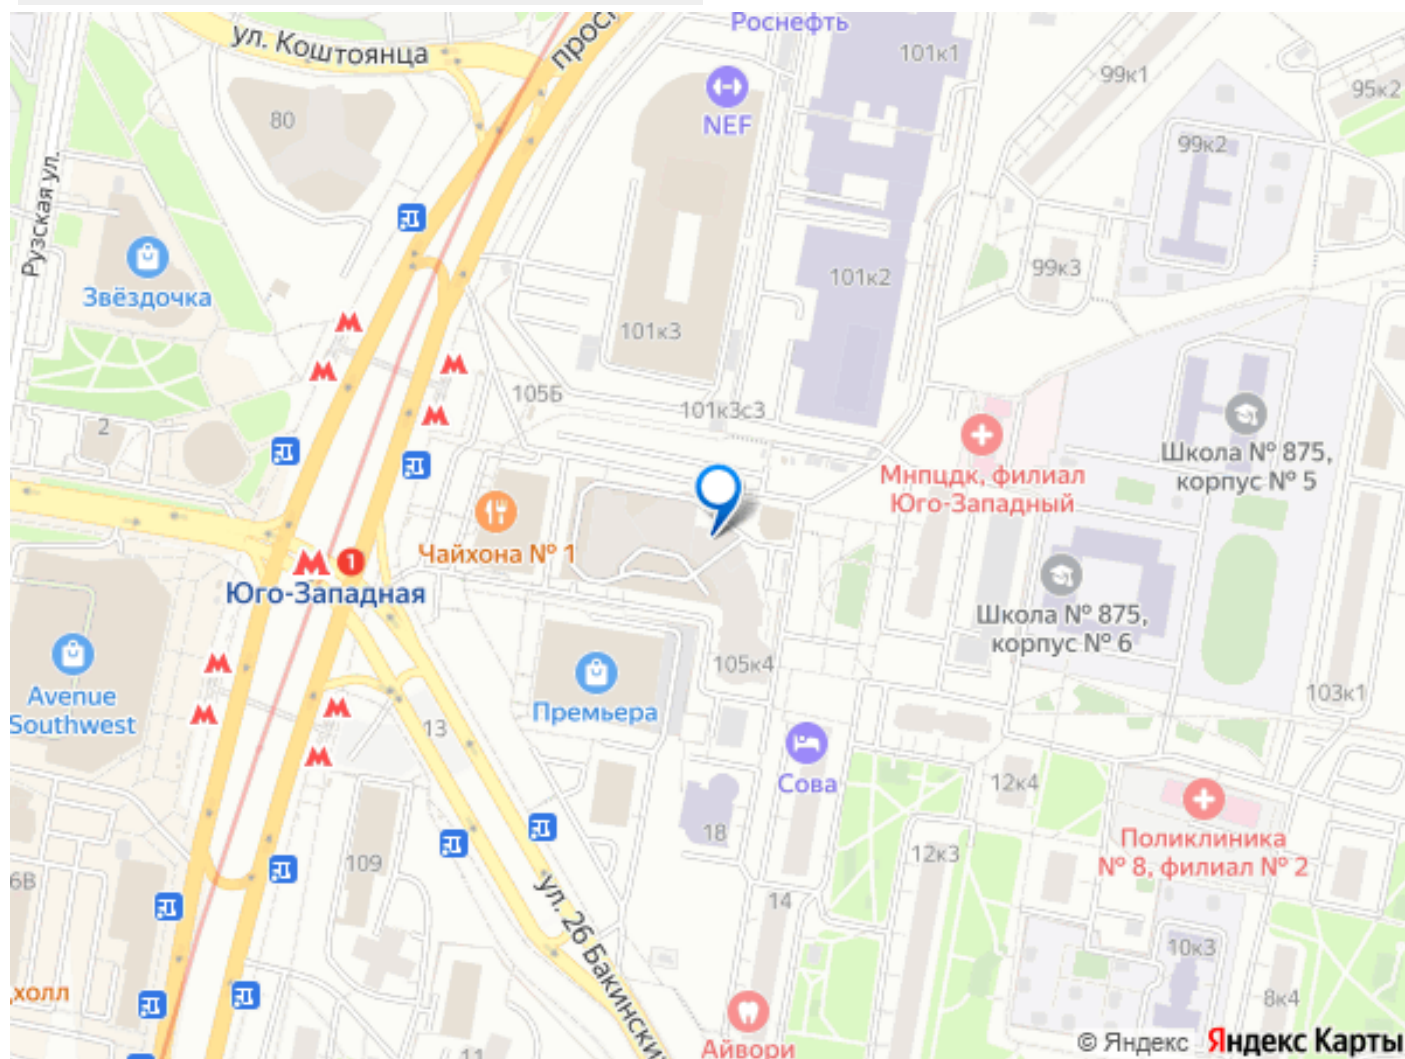 Роснефть
ул. Коштоянца
101к1
99к1
95к2
80
NEF
99к2
Рузская ул.
Звёздочка
101к2
99к3
101к3
105Б
101к3с3
2
Мнпцдк, филиал
Юго-Западный
Школа № 875,
корпус № 5
Чайхона № 1
1
Юго-Западная
Школа № 875,
корпус № 6
105к4
103к1
Avenue
Southwest
Премьера
13
Сова
12к4
18
12к3
Поликлиника
№ 8, филиал № 2
109
6В
14
ул. 26 Бакински
10к3
холл
8к4
11
Айвори
© Яндекс Яндекс Карты